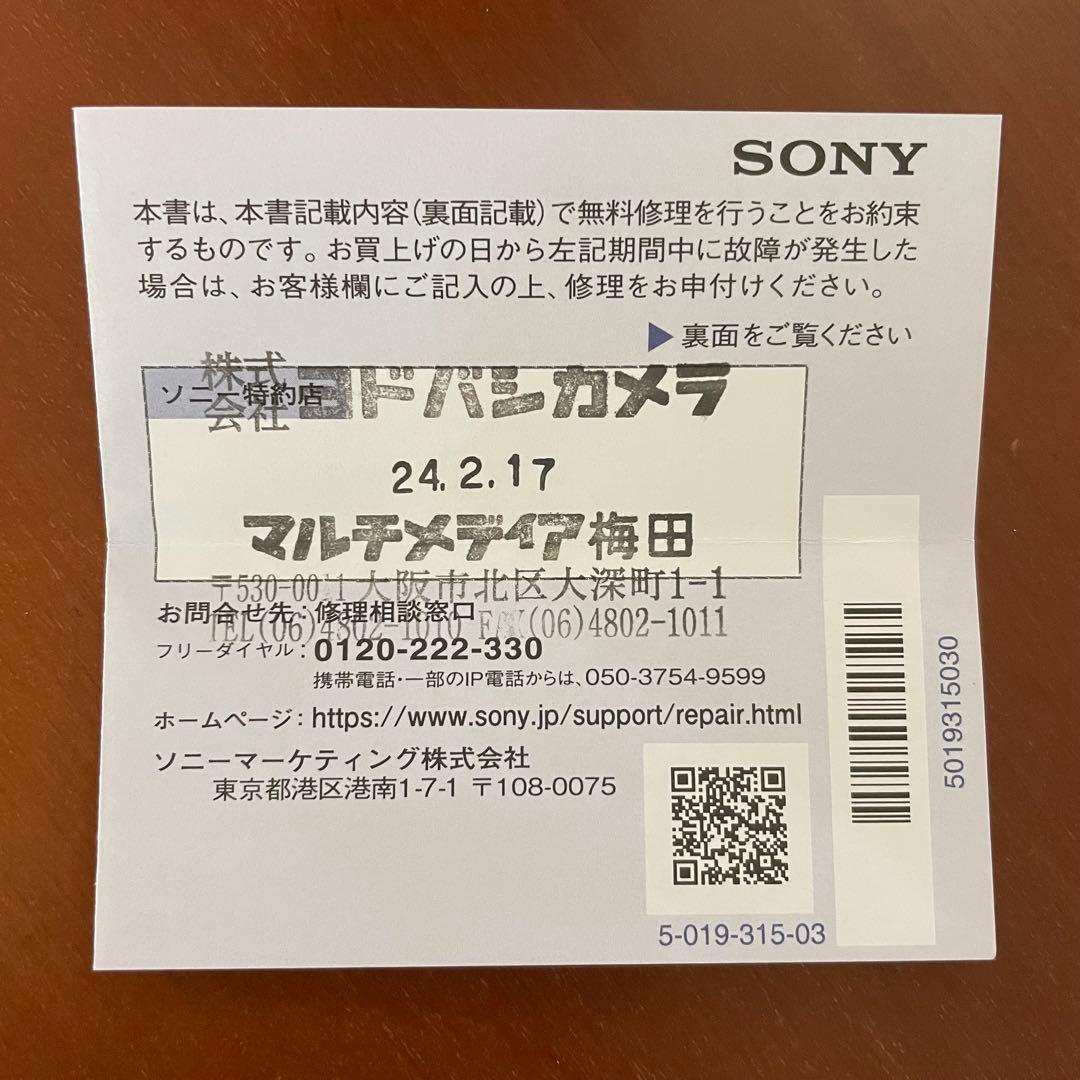 SONY
本書は、本書記載内容（裏面記載）で無料修理を行うことをお約束
するものです。お買上げの日から左記期間中に故障が発生した
場合は、お客様欄にご記入の上、修理をお申付けください。
▶裏面をご覧ください
ソニー特約店
株式会社 ヨドバシカメラ
24.2.17
マルチメディア梅田
〒530-0011 大阪市北区大深町1-1
TEL(06)4802-1010 FAX(06)4802-1011
お問合せ先：修理相談窓口
フリーダイヤル：0120-222-330
携帯電話・一部のIP電話からは、050-3754-9599
ホームページ：https://www.sony.jp/support/repair.html
ソニーマーケティング株式会社
東京都港区港南1-7-1 〒108-0075
5-019-315-03
5019315030